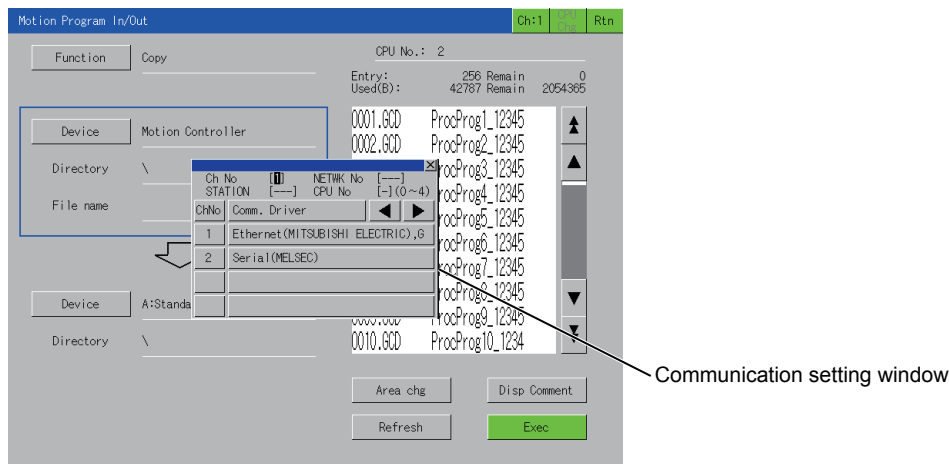 Motion Program In/Out Ch:1 CPU Chg Rtn
Function Copy
CPU No.: 2
Entry: 256 Remain 0
Used(B): 42787 Remain 2054365
Device Motion Controller
Directory \
File name
0001.GCD ProcProg1_12345
0002.GCD ProcProg2_12345
rocProg3_12345
rocProg4_12345
rocProg5_12345
rocProg6_12345
rocProg7_12345
rocProg8_12345
0009.GCD ProcProg9_12345
0010.GCD ProcProg10_1234
Ch No [1] NETWK No [---]
STATION [---] CPU No [-](0~4)
ChNo Comm. Driver
1 Ethernet(MITSUBISHI ELECTRIC),G
2 Serial(MELSEC)
Device A:Standa
Directory \
Area chg Disp Comment
Refresh Exec
Communication setting window